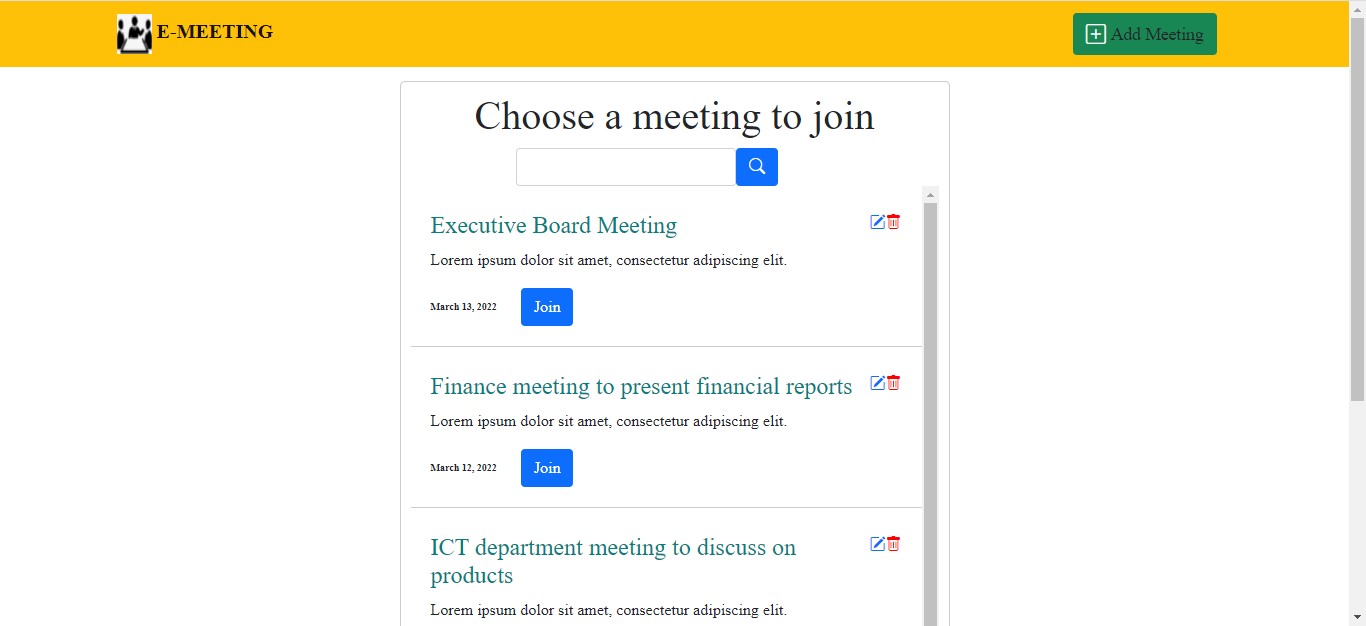 E-MEETING
Add Meeting
Choose a meeting to join
Executive Board Meeting
Lorem ipsum dolor sit amet, consectetur adipiscing elit.
March 13, 2022
Join
Finance meeting to present financial reports
Lorem ipsum dolor sit amet, consectetur adipiscing elit.
March 12, 2022
Join
ICT department meeting to discuss on
products
Lorem ipsum dolor sit amet, consectetur adipiscing elit.